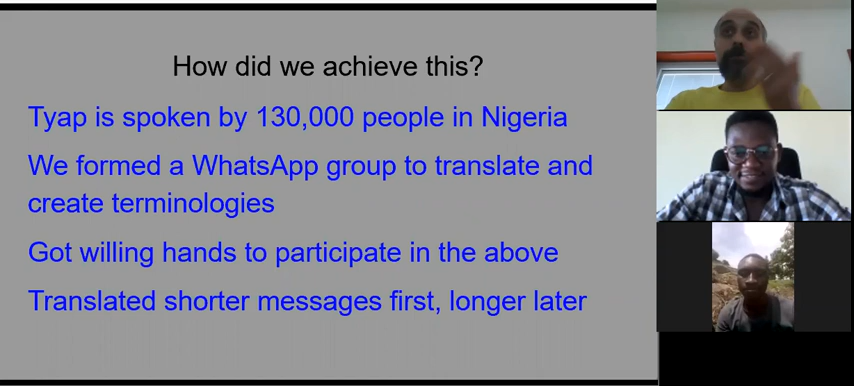 How did we achieve this?
Tyap is spoken by 130,000 people in Nigeria
We formed a WhatsApp group to translate and
create terminologies
Got willing hands to participate in the above
Translated shorter messages first, longer later